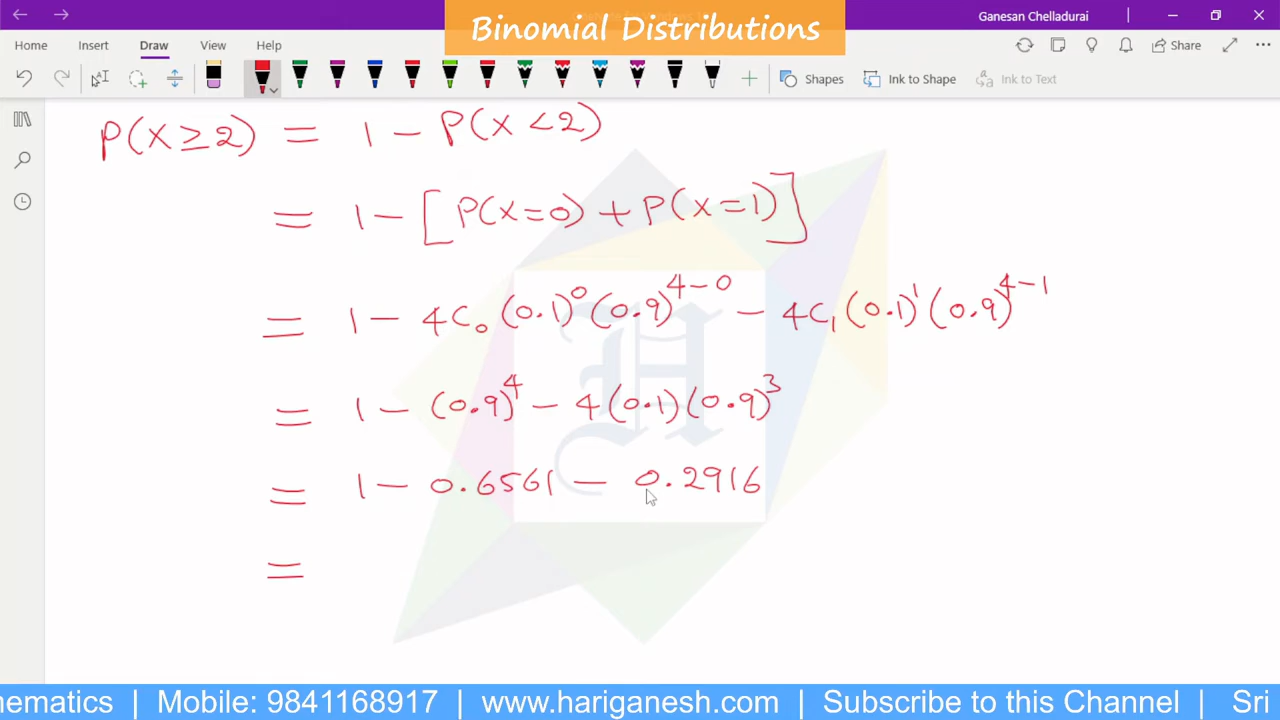 Binomial Distributions
Ganesan Chelladurai
Home Insert Draw View Help
Share
Shapes Ink to Shape Ink to Text
P(X≥2) = 1 - P(X<2)
= 1 - [P(X=0) + P(X=1)]
= 1 - 4C₀ (0.1)⁰ (0.9)⁴⁻⁰ - 4C₁ (0.1)¹ (0.9)⁴⁻¹
= 1 - (0.9)⁴ - 4(0.1)(0.9)³
= 1 - 0.6561 - 0.2916
=
H
hematics | Mobile: 9841168917 | www.hariganesh.com | Subscribe to this Channel | Sri